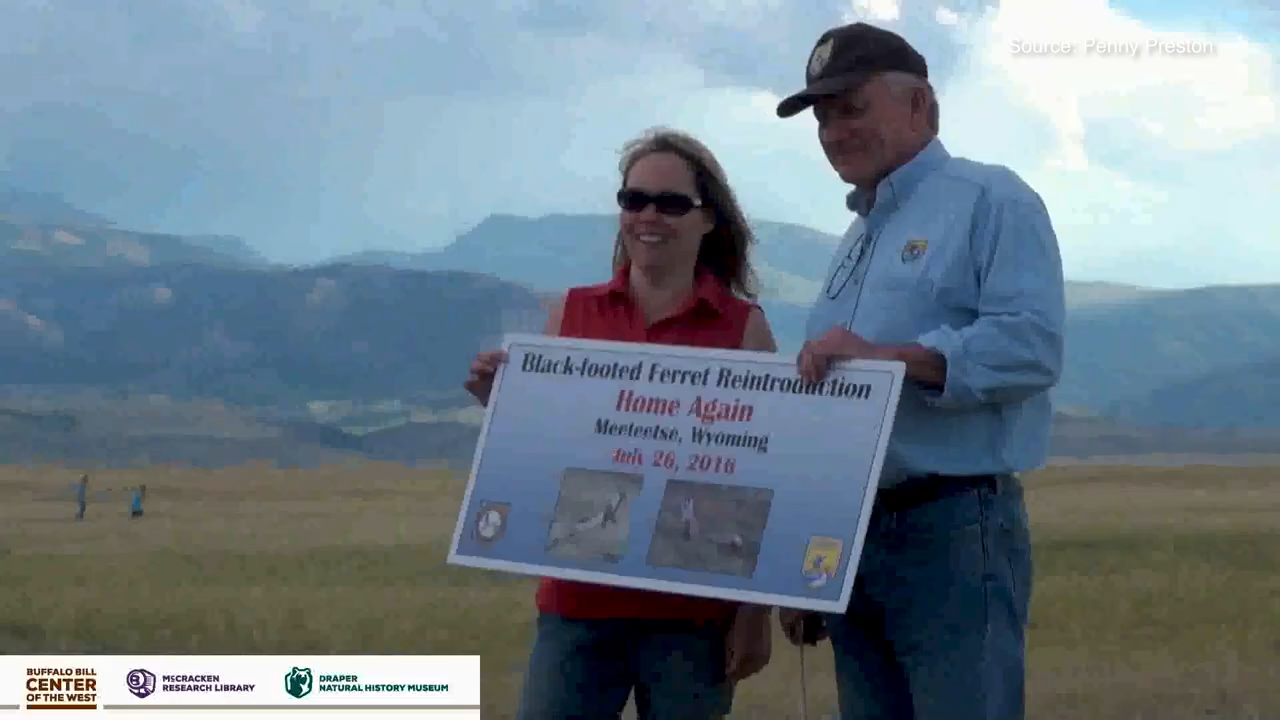 Source: Penny Preston
Black-footed Ferret Reintroduction
Home Again
Meeteetse, Wyoming
July 26, 2016
BUFFALO BILL
CENTER
OF THE WEST
McCRACKEN
RESEARCH LIBRARY
DRAPER
NATURAL HISTORY MUSEUM